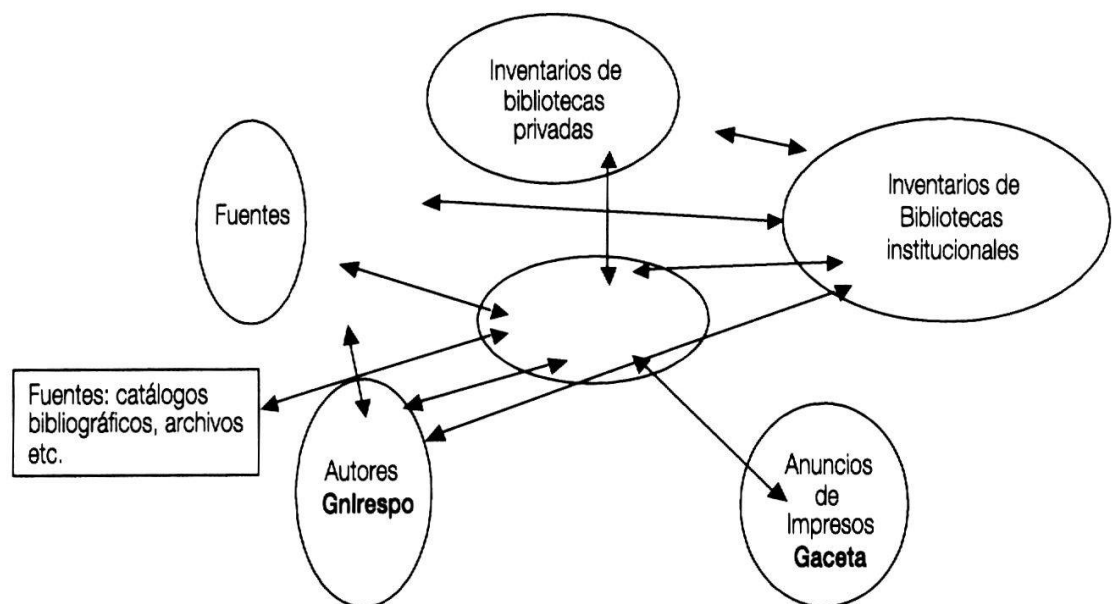 Inventarios de
bibliotecas
privadas
Fuentes
Inventarios de
Bibliotecas
institucionales
Fuentes: catálogos
bibliográficos, archivos
etc.
Autores
Gnlrespo
Anuncios
de
Impresos
Gaceta